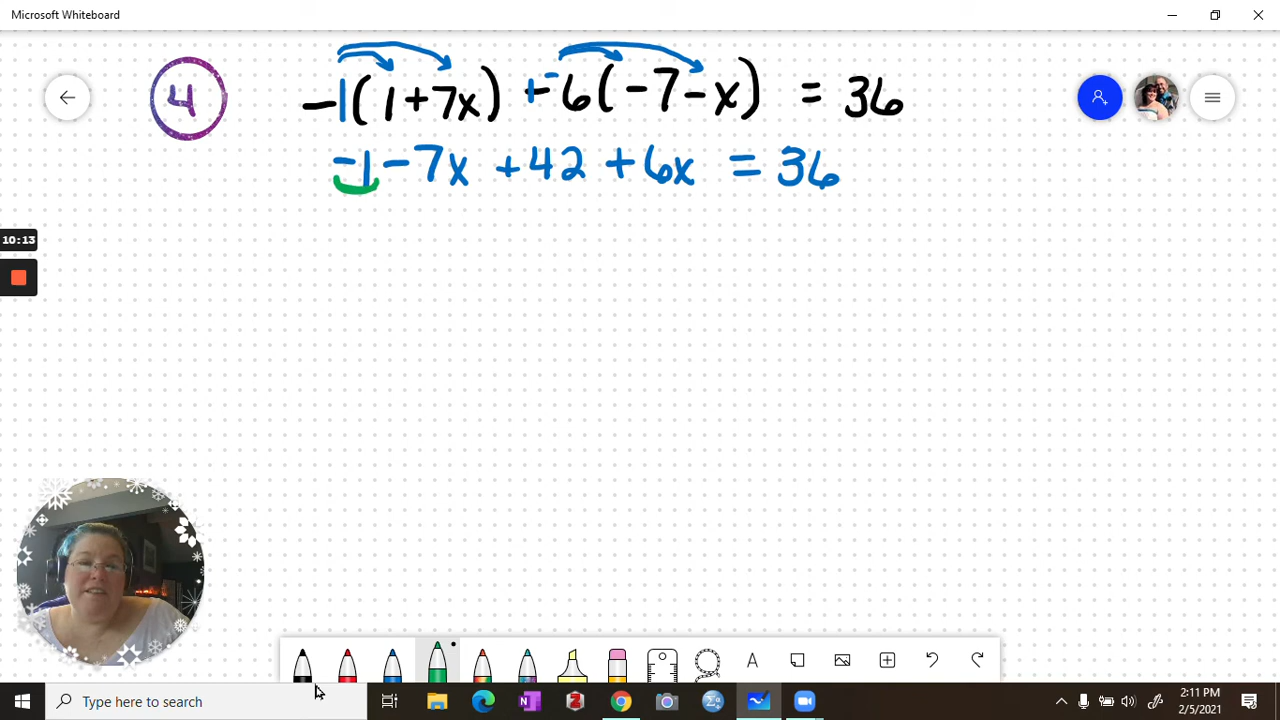 Microsoft Whiteboard
4
-1(1+7x) +-6(-7-x) = 36
-1-7x +42 +6x = 36
10:13
Type here to search
2:11 PM
2/5/2021